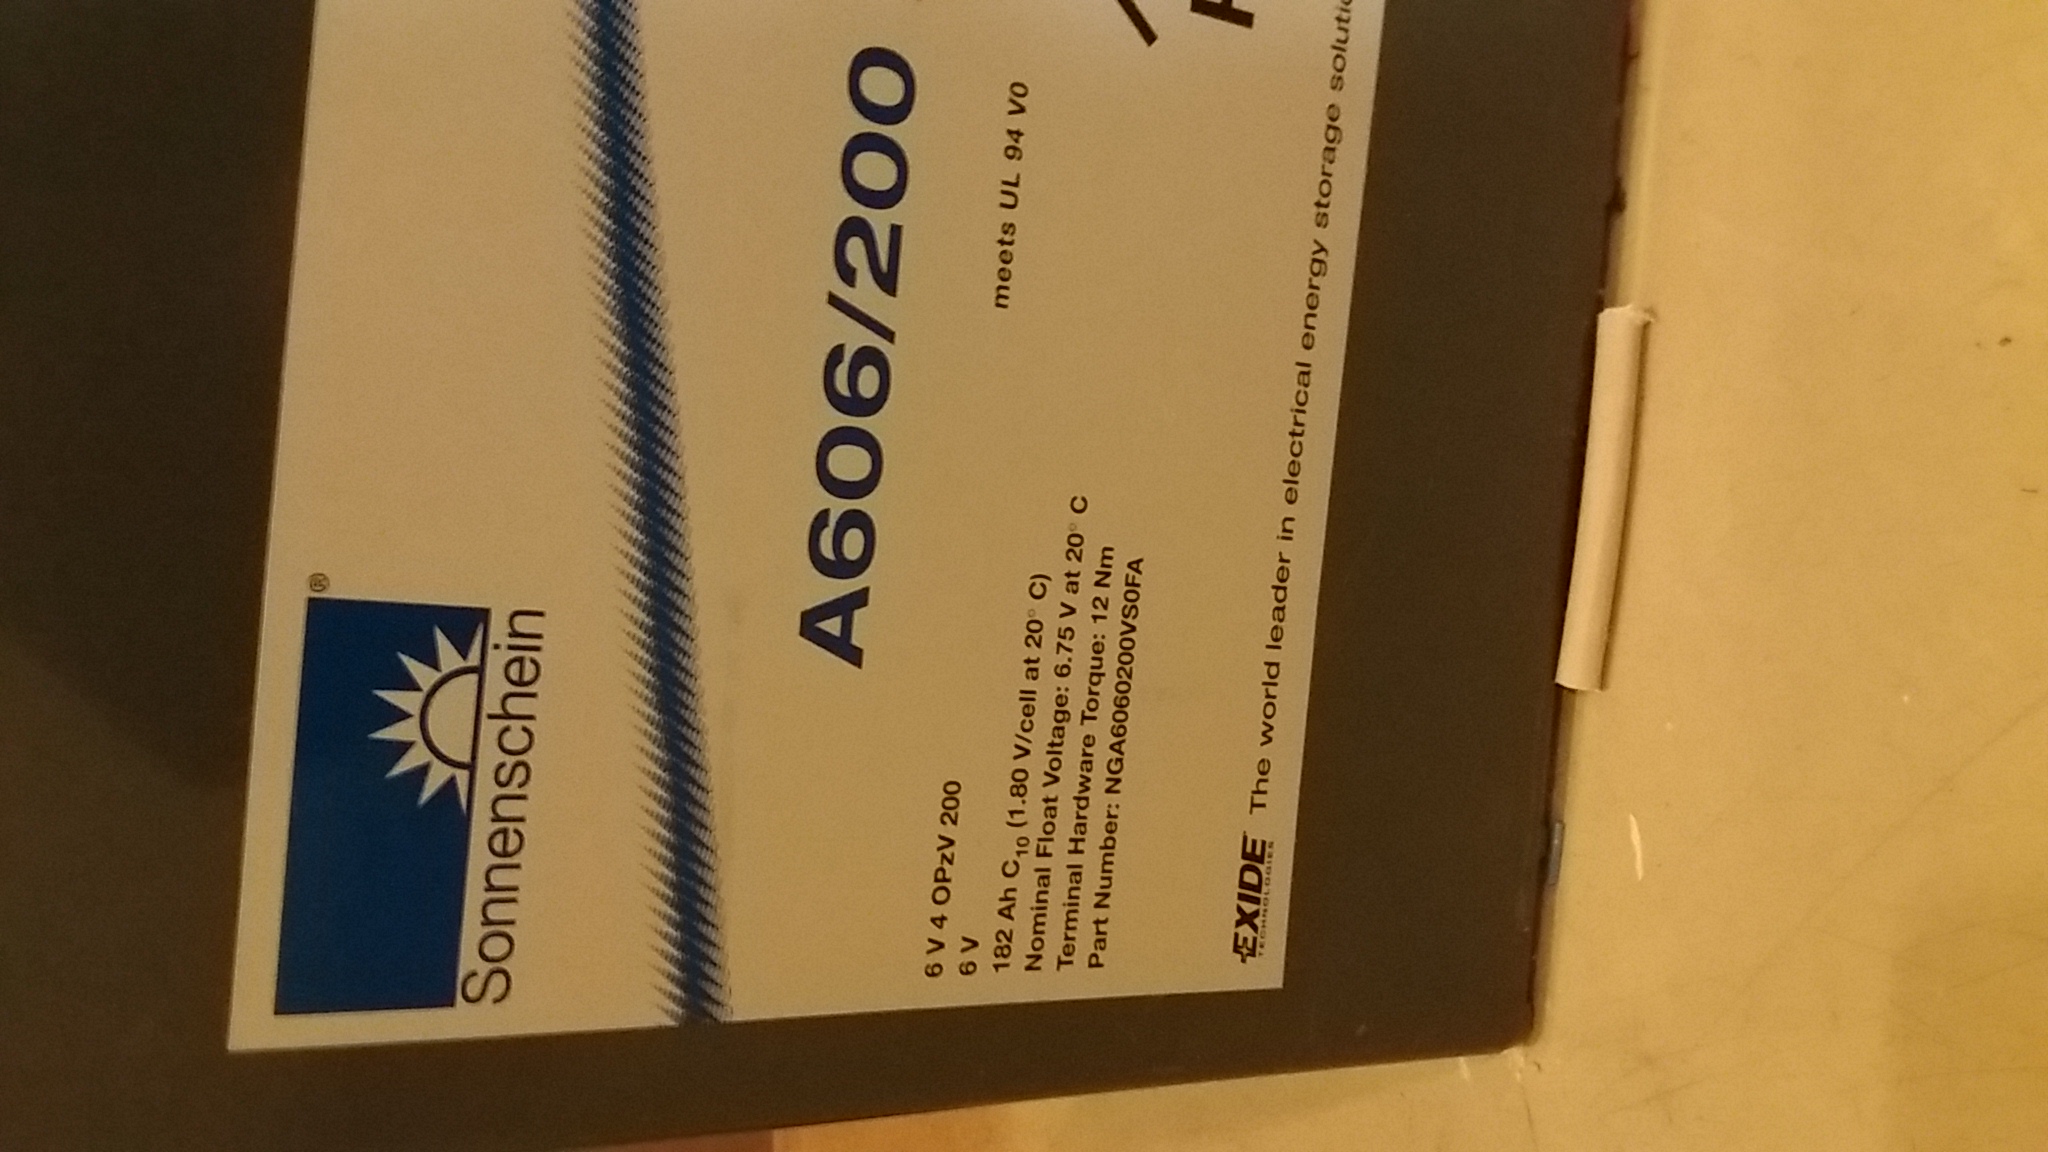 Sonnenschein®
A606/200
6 V 4 OPzV 200
6 V
182 Ah C10 (1.80 V/cell at 20° C)
meets UL 94 V0
Nominal Float Voltage: 6.75 V at 20° C
Terminal Hardware Torque: 12 Nm
Part Number: NGA6060200VS0FA
EXIDE
TECHNOLOGIES
The world leader in electrical energy storage